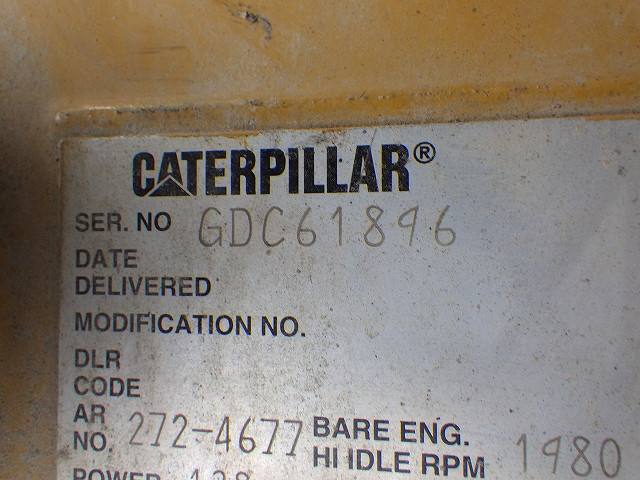 CATERPILLAR®
SER. NO GDC61896
DATE
DELIVERED
MODIFICATION NO.
DLR
CODE
AR
NO. 272-4677 BARE ENG.
HI IDLE RPM 1980
POWER